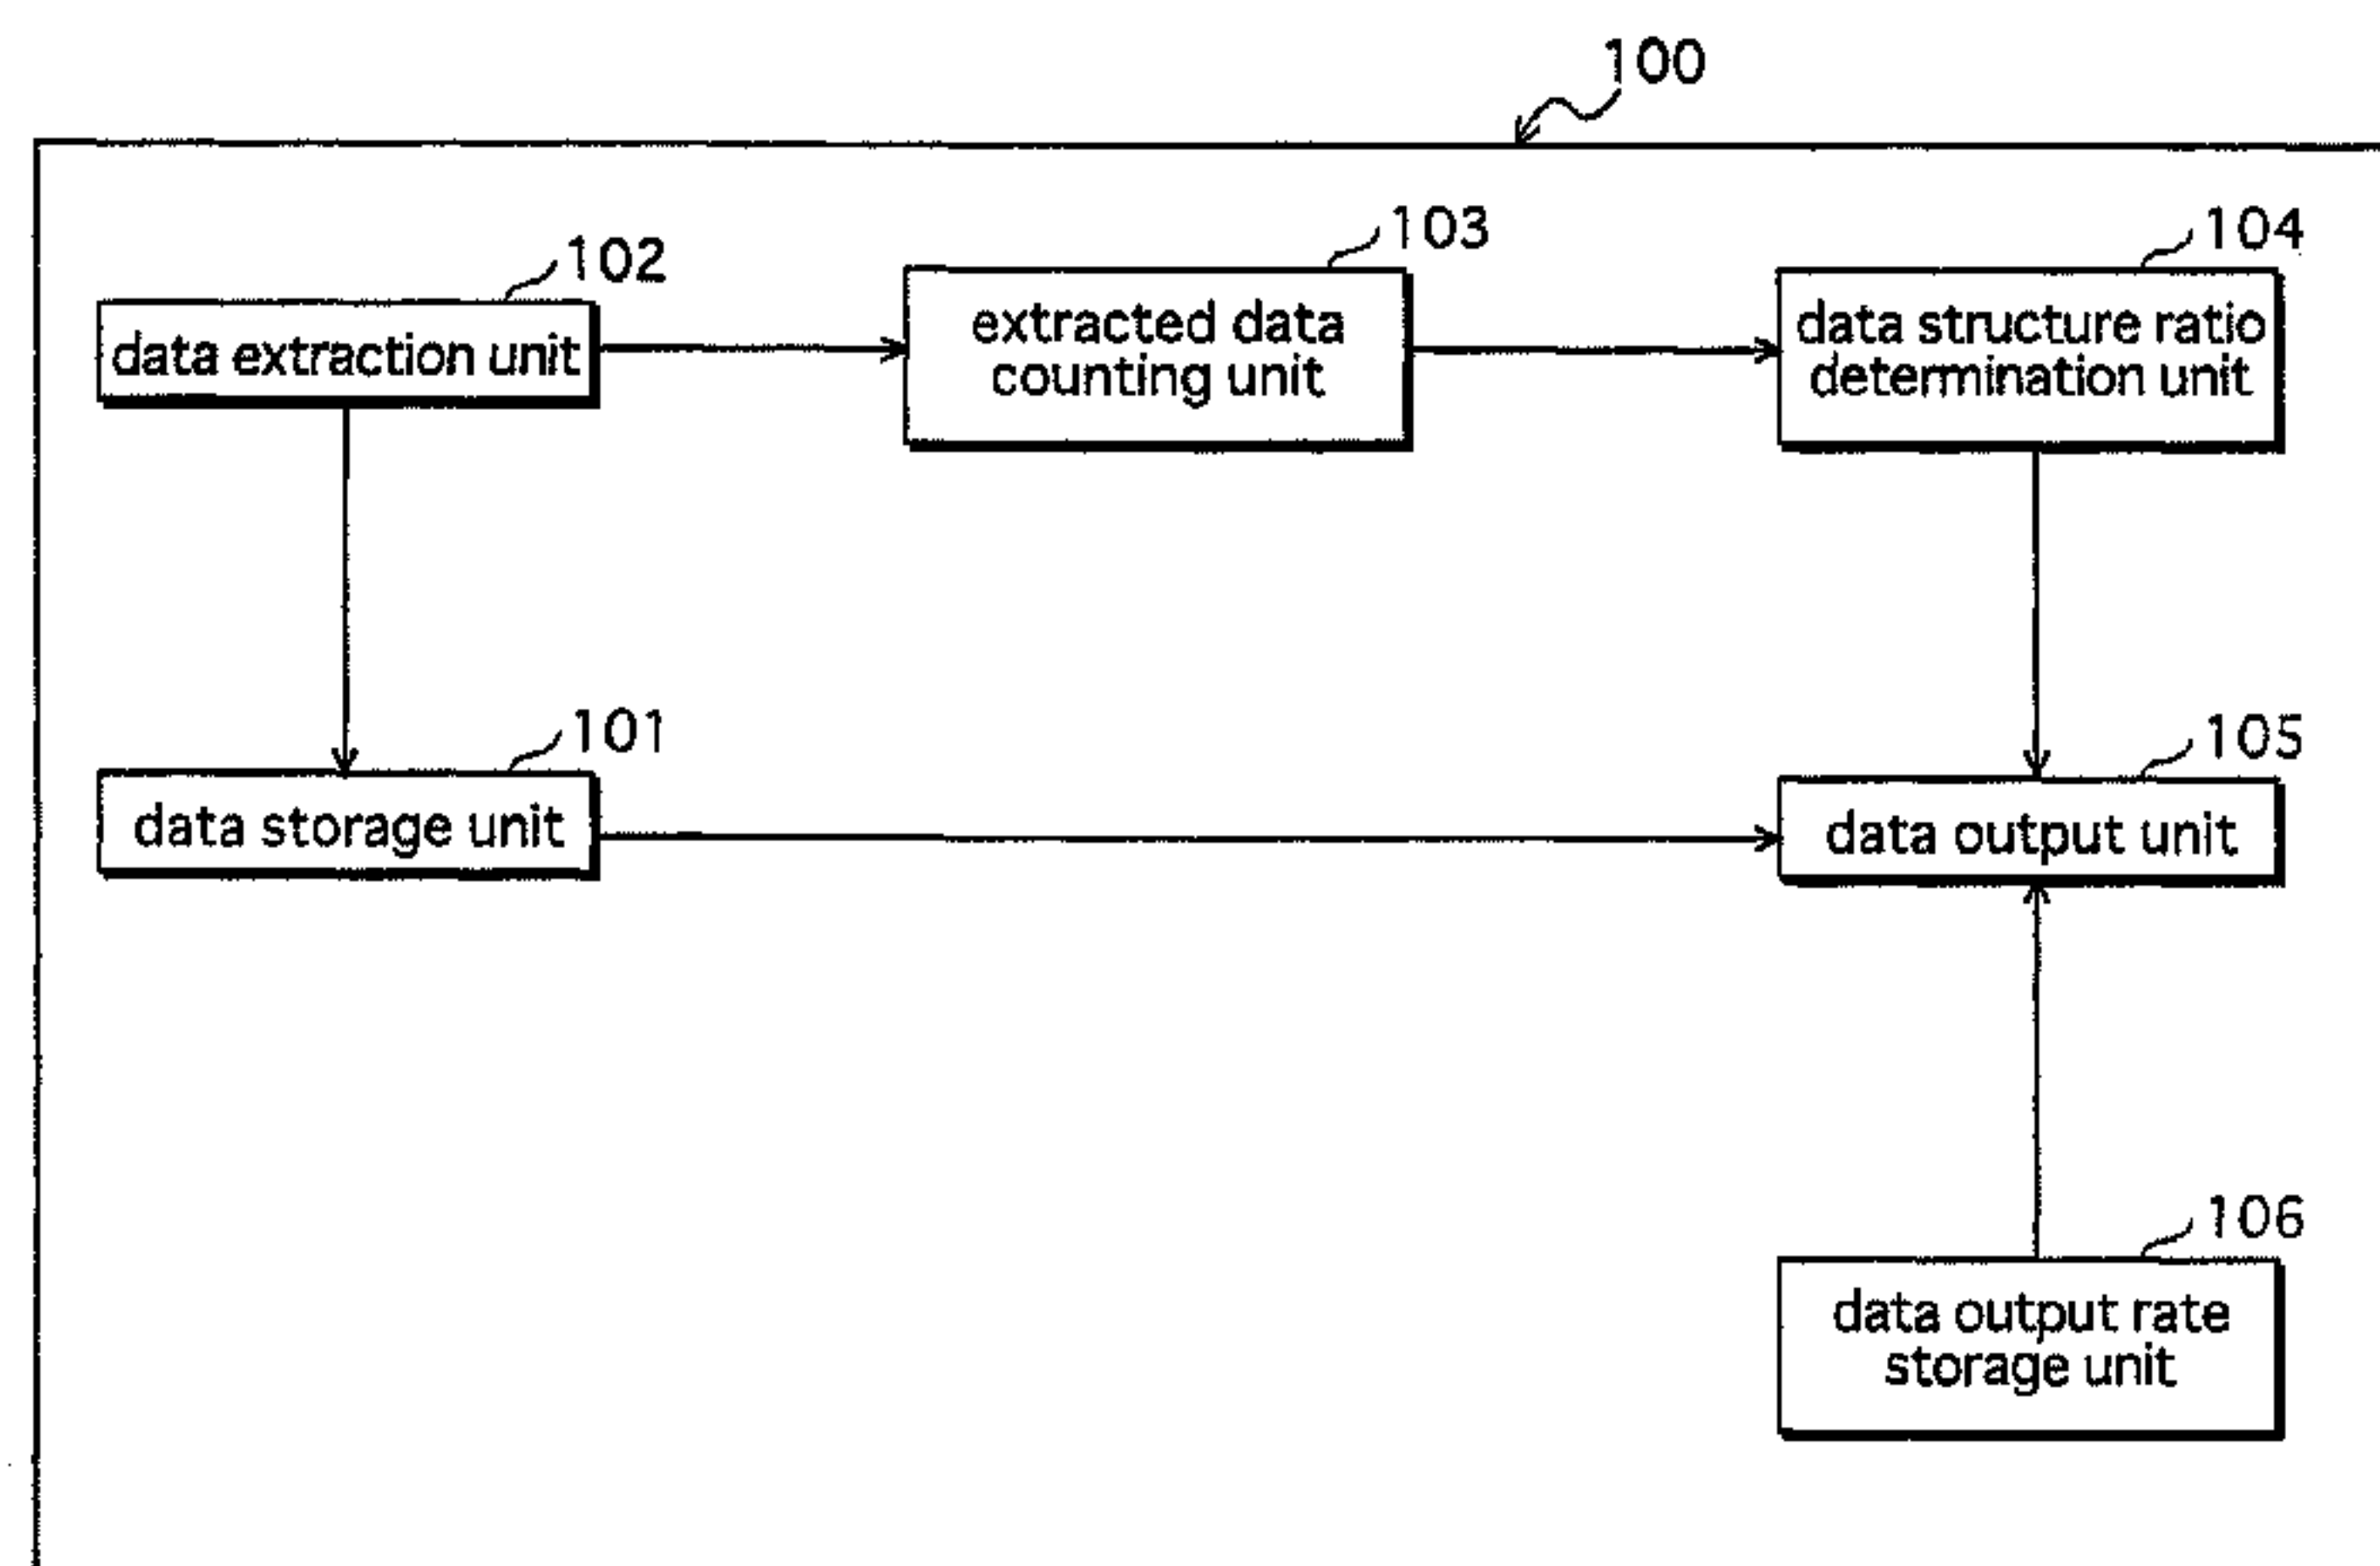 100
102
data extraction unit
103
extracted data
counting unit
104
data structure ratio
determination unit
101
data storage unit
105
data output unit
106
data output rate
storage unit